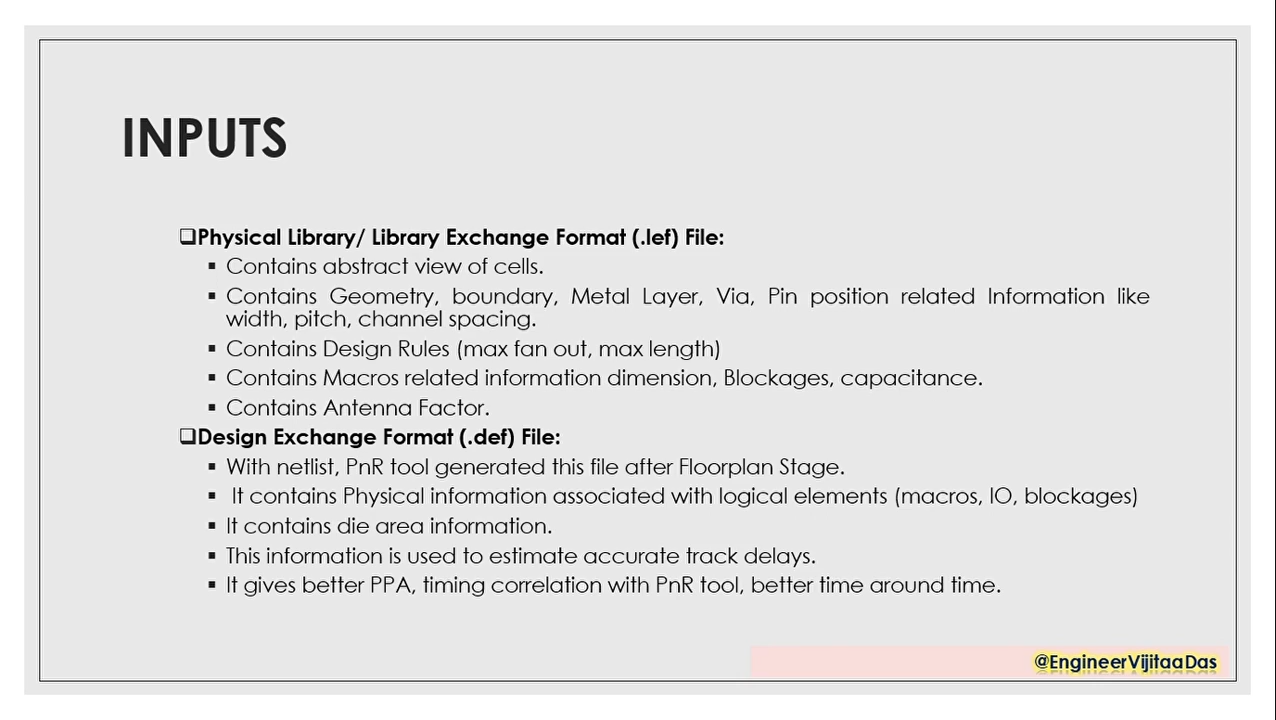 INPUTS
❑Physical Library/ Library Exchange Format (.lef) File:
▪ Contains abstract view of cells.
▪ Contains Geometry, boundary, Metal Layer, Via, Pin position related Information like
width, pitch, channel spacing.
▪ Contains Design Rules (max fan out, max length)
▪ Contains Macros related information dimension, Blockages, capacitance.
▪ Contains Antenna Factor.
❑Design Exchange Format (.def) File:
▪ With netlist, PnR tool generated this file after Floorplan Stage.
▪ It contains Physical information associated with logical elements (macros, IO, blockages)
▪ It contains die area information.
▪ This information is used to estimate accurate track delays.
▪ It gives better PPA, timing correlation with PnR tool, better time around time.
@EngineerVijitaaDas